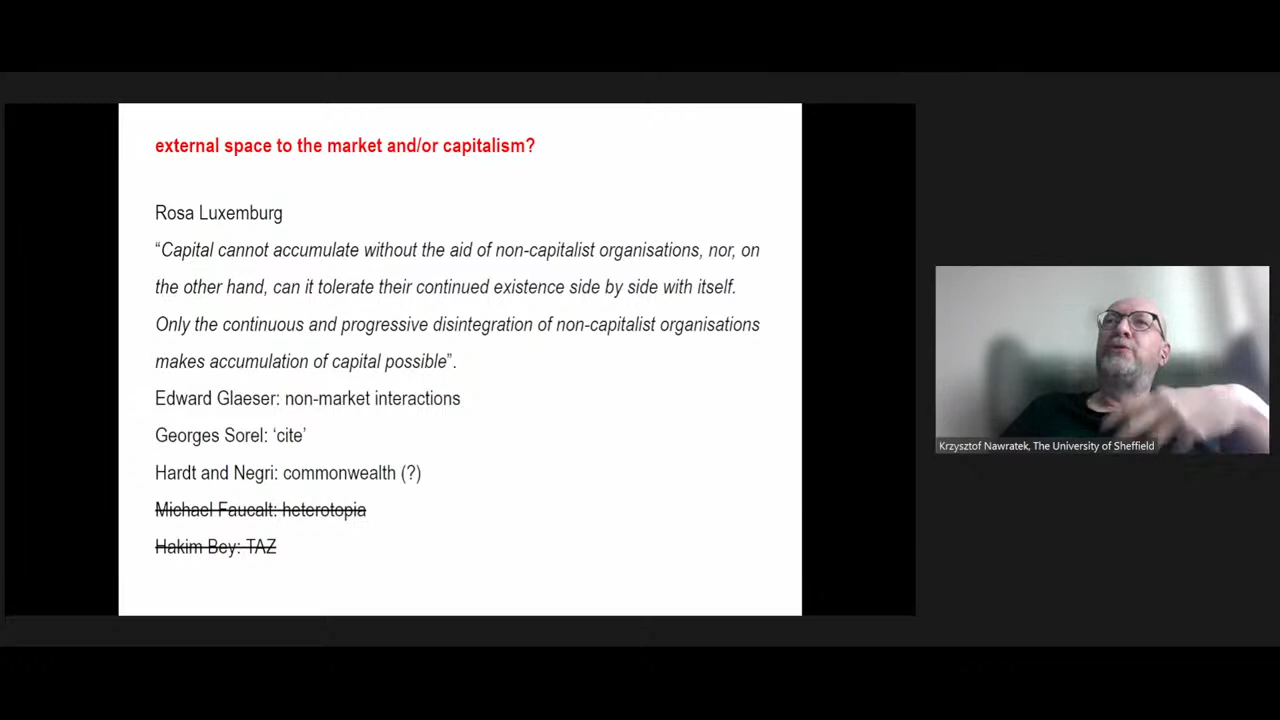 external space to the market and/or capitalism?
Rosa Luxemburg
“Capital cannot accumulate without the aid of non-capitalist organisations, nor, on
the other hand, can it tolerate their continued existence side by side with itself.
Only the continuous and progressive disintegration of non-capitalist organisations
makes accumulation of capital possible”.
Edward Glaeser: non-market interactions
Georges Sorel: ‘cite’
Hardt and Negri: commonwealth (?)
Michael Faucalt: heterotopia
Hakim Bey: TAZ
Krzysztof Nawratek, The University of Sheffield